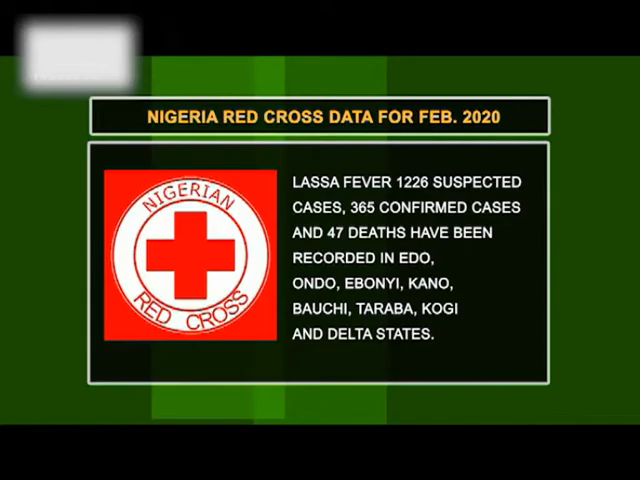 NIGERIA RED CROSS DATA FOR FEB. 2020
NIGERIAN
RED CROSS
LASSA FEVER 1226 SUSPECTED
CASES, 365 CONFIRMED CASES
AND 47 DEATHS HAVE BEEN
RECORDED IN EDO,
ONDO, EBONYI, KANO,
BAUCHI, TARABA, KOGI
AND DELTA STATES.